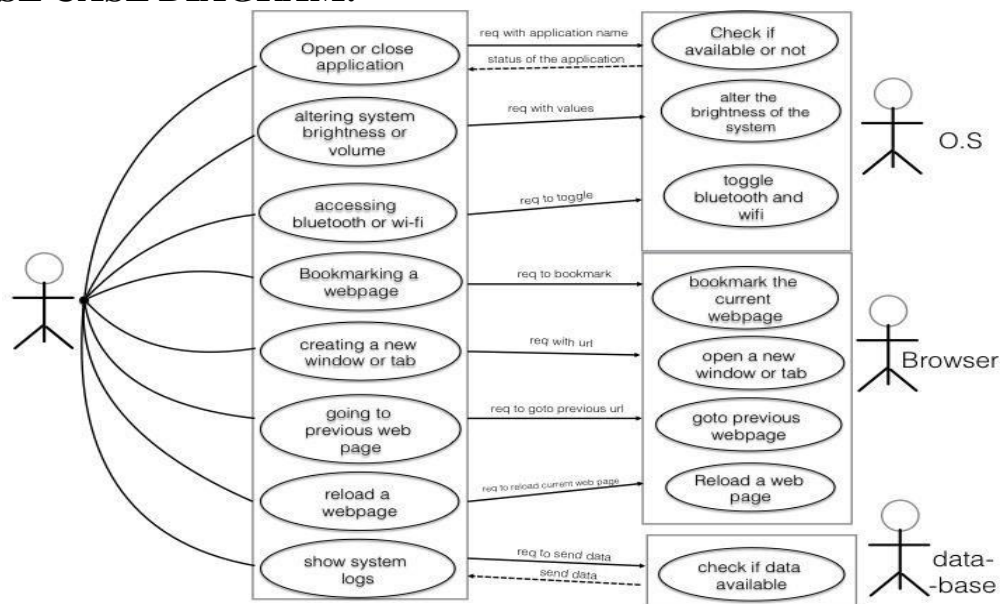 SE CASE DIAGRAM:
Open or close
application
req with application name
status of the application
Check if
available or not
altering system
brightness or
volume
req with values
alter the
brightness of the
system
O.S
accessing
bluetooth or wi-fi
req to toggle
toggle
bluetooth and
wifi
Bookmarking a
webpage
req to bookmark
bookmark the
current
webpage
creating a new
window or tab
req with url
open a new
window or tab
Browser
going to
previous web
page
req to goto previous url
goto previous
webpage
reload a
webpage
req to reload current web page
Reload a web
page
show system
logs
req to send data
send data
check if data
available
data-
-base